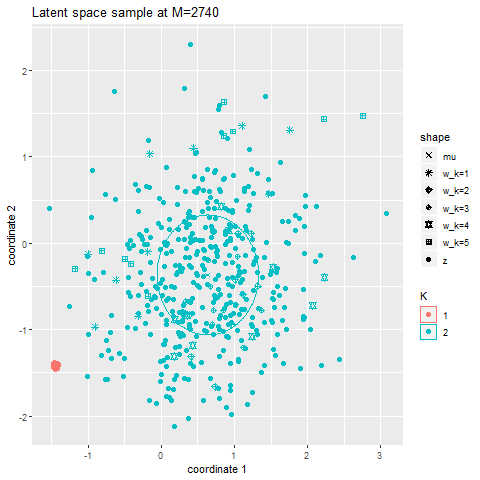 Latent space sample at M=2740
coordinate 2
2
1
0
-1
-2
-1
0
1
2
3
coordinate 1
shape
mu
w_k=1
w_k=2
w_k=3
w_k=4
w_k=5
z
K
1
2